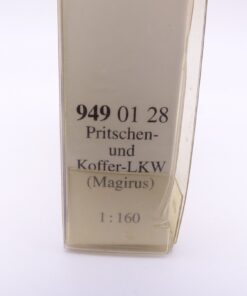 949 01 28
Pritschen-
und
Koffer-LKW
(Magirus)
1:160